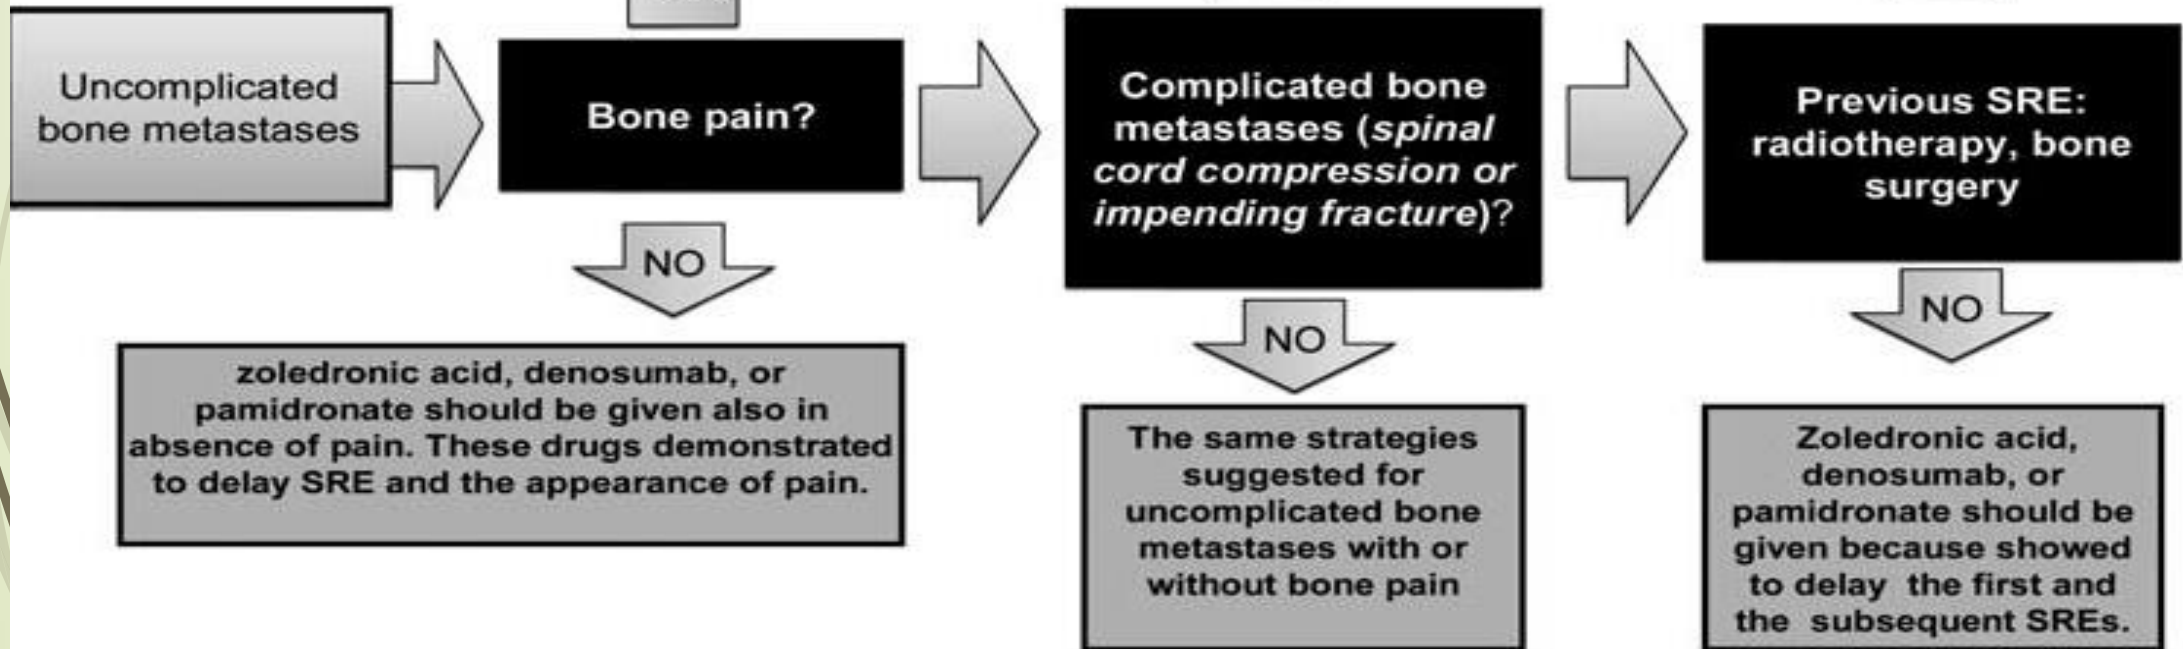 Uncomplicated
bone metastases
Bone pain?
Complicated bone
metastases (spinal
cord compression or
impending fracture)?
Previous SRE:
radiotherapy, bone
surgery
NO
NO
NO
zoledronic acid, denosumab, or
pamidronate should be given also in
absence of pain. These drugs demonstrated
to delay SRE and the appearance of pain.
The same strategies
suggested for
uncomplicated bone
metastases with or
without bone pain
Zoledronic acid,
denosumab, or
pamidronate should be
given because showed
to delay the first and
the subsequent SREs.